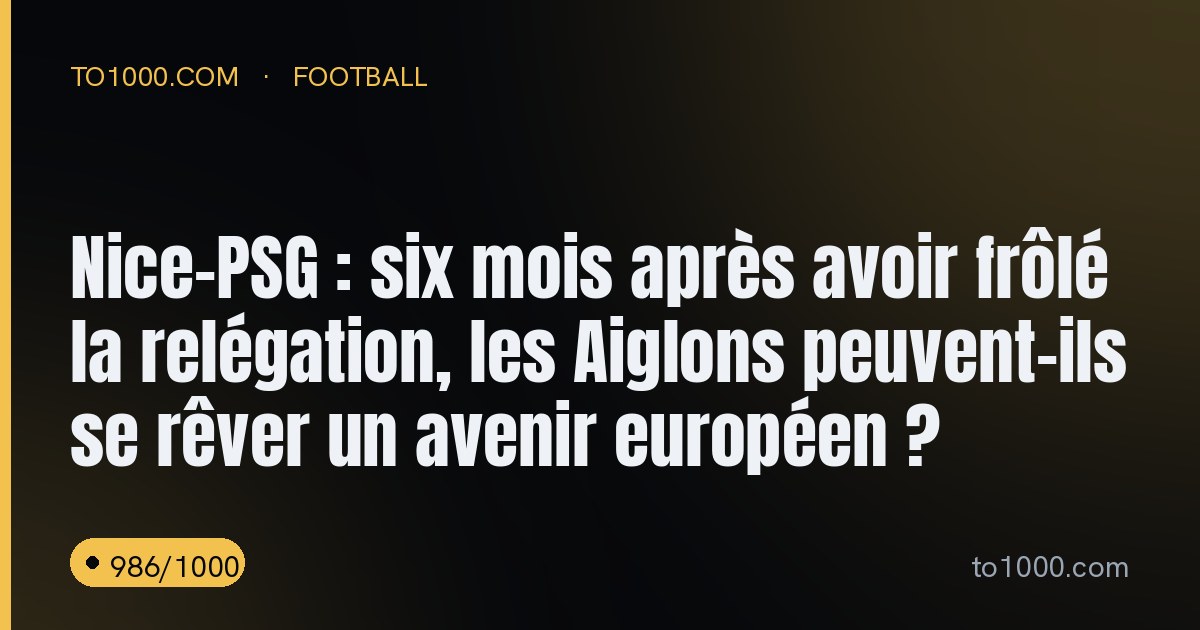 TO1000.COM · FOOTBALL
Nice-PSG : six mois après avoir frôlé
la relégation, les Aiglons peuvent-ils
se rêver un avenir européen ?
986/1000
to1000.com